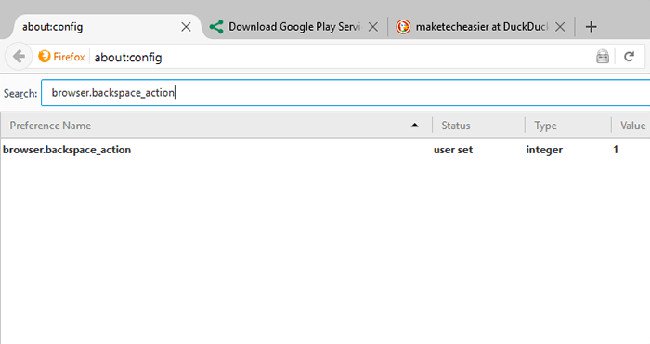 about:config
Download Google Play Servi
maketecheasier at DuckDuck
Firefox about:config
Search: browser.backspace_action
Preference Name Status Type Value
browser.backspace_action user set integer 1